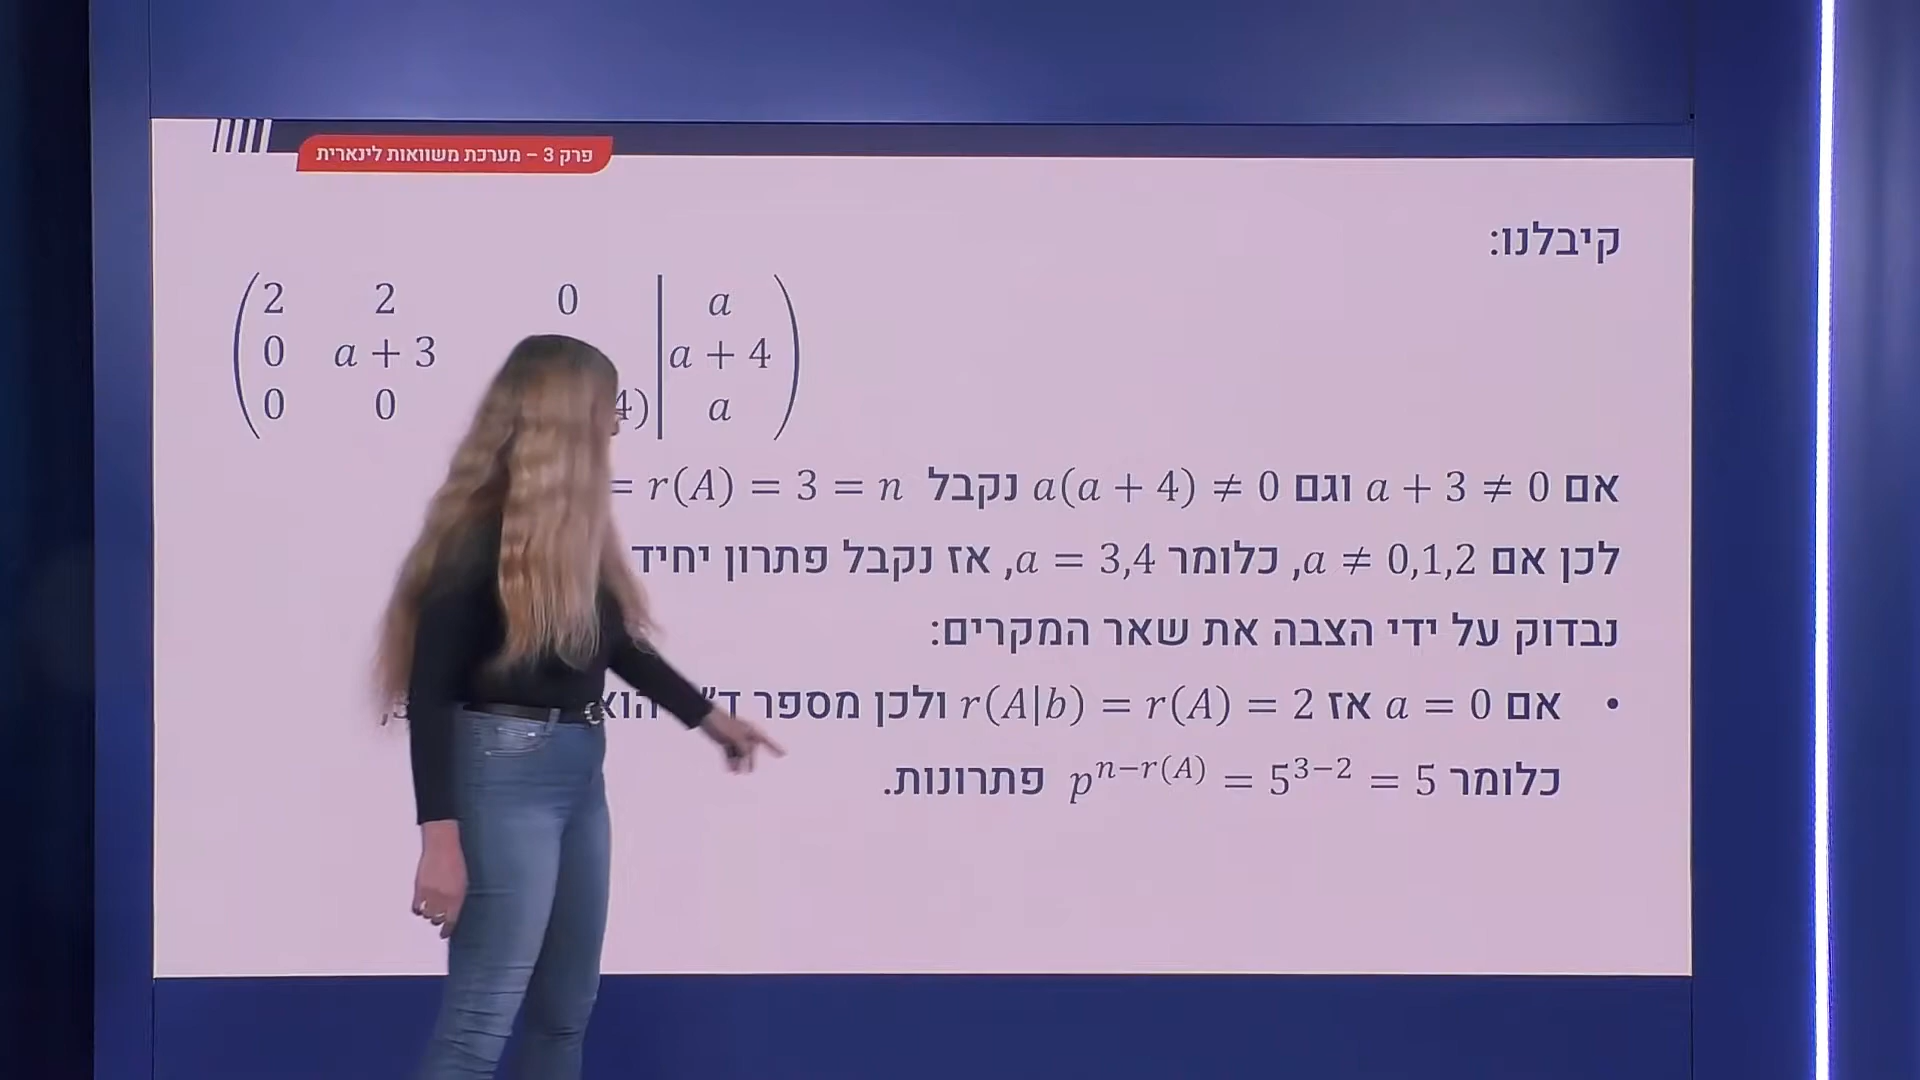 פרק 3 – מערכת משוואות לינארית
קיבלנו:
2 2 0 | a
0 a + 3 | a + 4
0 0 4) | a
אם a + 3 ≠ 0 וגם a(a + 4) ≠ 0 נקבל = r(A) = 3 = n
לכן אם a ≠ 0,1,2, כלומר a = 3,4, אז נקבל פתרון יחיד
נבדוק על ידי הצבה את שאר המקרים:
• אם a = 0 אז r(A|b) = r(A) = 2 ולכן מספר ד" הוא
כלומר p^{n−r(A)} = 5^{3−2} = 5 פתרונות.